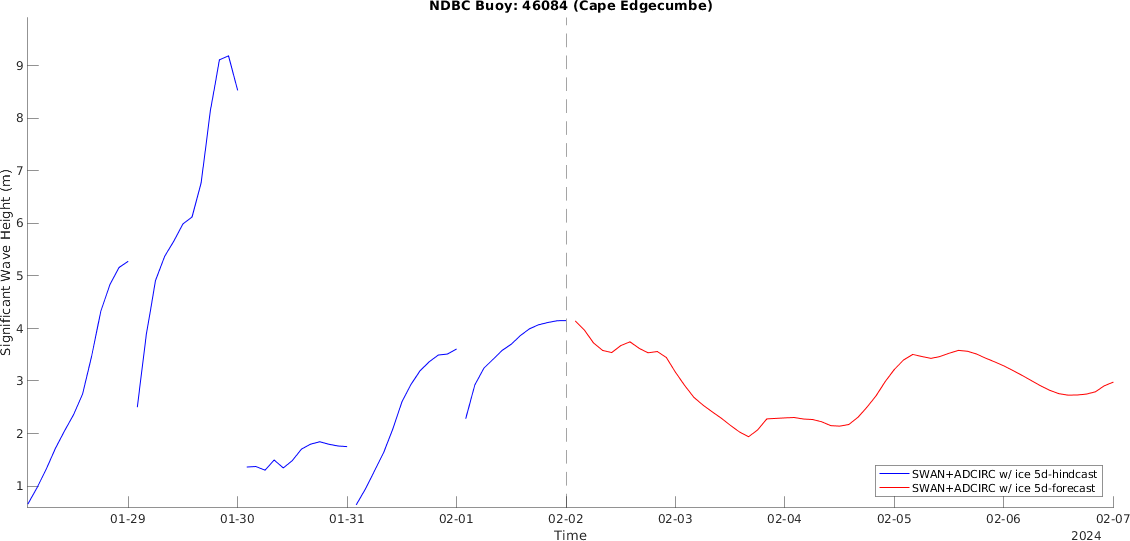 NDBC Buoy: 46084 (Cape Edgecumbe)
Significant Wave Height (m)
9
8
7
6
5
4
3
2
1
SWAN+ADCIRC w/ ice 5d-hindcast
SWAN+ADCIRC w/ ice 5d-forecast
01-29 01-30 01-31 02-01 02-02 02-03 02-04 02-05 02-06 02-07
Time
2024